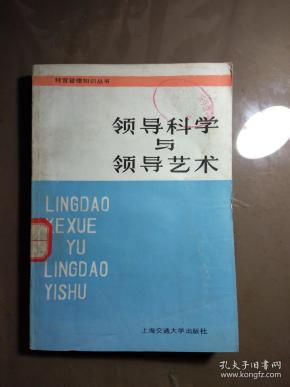 经营管理知识丛书
领导科学
与
领导艺术
LINGDAO
KEXUE
YU
LINGDAO
YISHU
上海交通大学出版社
孔夫子旧书网